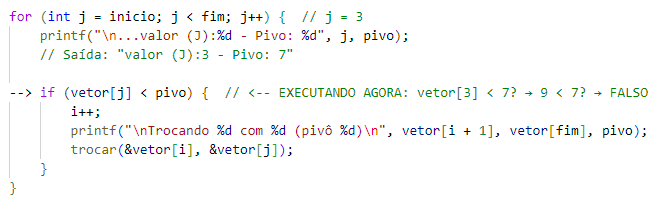 for (int j = inicio; j < fim; j++) {  // j = 3
    printf("\n...valor (J):%d - Pivo: %d", j, pivo);
    // Saída: "valor (J):3 - Pivo: 7"
--> if (vetor[j] < pivo) {  // <-- EXECUTANDO AGORA: vetor[3] < 7? → 9 < 7? → FALSO
        i++;
        printf("\nTrocando %d com %d (pivô %d)\n", vetor[i + 1], vetor[fim], pivo);
        trocar(&vetor[i], &vetor[j]);
    }
}